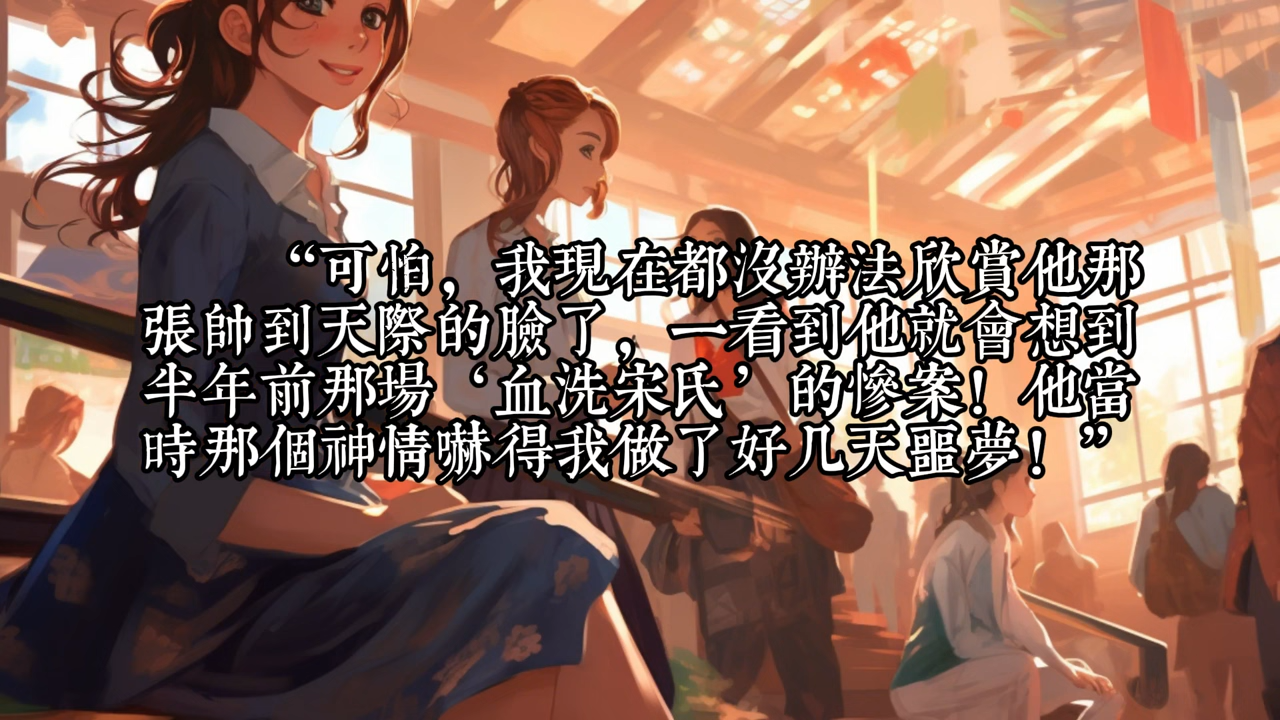 “可怕，我現在都沒辦法欣賞他那
張帥到天際的臉了，一看到他就會想到
半年前那場‘血洗宋氏’的慘案！他當
時那個神情嚇得我做了好几天噩夢！”